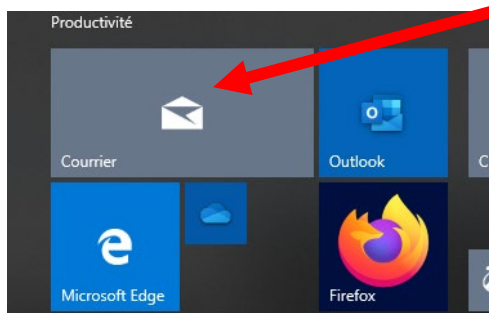 Productivité
Courrier
Outlook
C
Microsoft Edge
Firefox